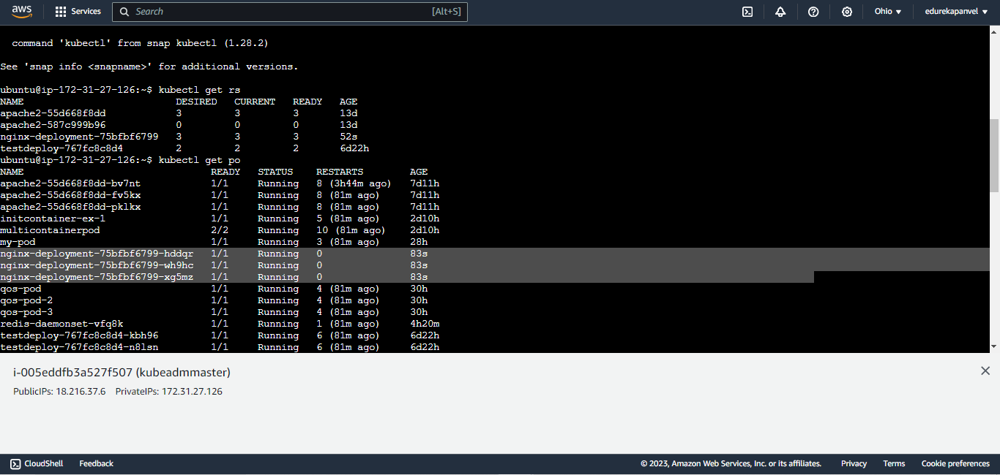 aws Services Search [Alt+S] Ohio edurekapanvel
command 'kubectl' from snap kubectl (1.28.2)
See 'snap info <snapname>' for additional versions.
ubuntu@ip-172-31-27-126:~$ kubectl get rs
NAME DESIRED CURRENT READY AGE
apache2-55d668f8dd 3 3 3 13d
apache2-587c999b96 0 0 0 13d
nginx-deployment-75bfbf6799 3 3 3 52s
testdeploy-767fc8c8d4 2 2 2 6d22h
ubuntu@ip-172-31-27-126:~$ kubectl get po
NAME READY STATUS RESTARTS AGE
apache2-55d668f8dd-bv7nt 1/1 Running 8 (3h44m ago) 7d11h
apache2-55d668f8dd-fv5kx 1/1 Running 8 (81m ago) 7d11h
apache2-55d668f8dd-pklkx 1/1 Running 8 (81m ago) 7d11h
initcontainer-ex-1 1/1 Running 5 (81m ago) 2d10h
multicontainerpod 2/2 Running 10 (81m ago) 2d10h
my-pod 1/1 Running 3 (81m ago) 28h
nginx-deployment-75bfbf6799-hddqr 1/1 Running 0 83s
nginx-deployment-75bfbf6799-wh9hc 1/1 Running 0 83s
nginx-deployment-75bfbf6799-xg5mz 1/1 Running 0 83s
qos-pod 1/1 Running 4 (81m ago) 30h
qos-pod-2 1/1 Running 4 (81m ago) 30h
qos-pod-3 1/1 Running 4 (81m ago) 30h
redis-daemonset-vfq8k 1/1 Running 1 (81m ago) 4h20m
testdeploy-767fc8c8d4-kbh96 1/1 Running 6 (81m ago) 6d22h
testdeploy-767fc8c8d4-n8lsn 1/1 Running 6 (81m ago) 6d22h
i-005eddfb3a527f507 (kubeadmmaster)
PublicIPs: 18.216.37.6 PrivateIPs: 172.31.27.126
CloudShell Feedback © 2023, Amazon Web Services, Inc. or its affiliates. Privacy Terms Cookie preferences